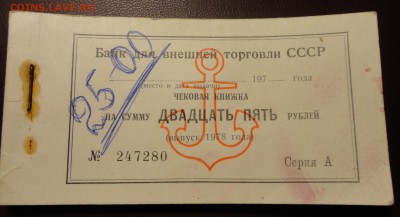 COINS.LAVE.RU
Банк для внешней торговли СССР
197 года
(место и дата выдачи)
ЧЕКОВАЯ КНИЖКА
НА СУММУ ДВАДЦАТЬ ПЯТЬ РУБЛЕЙ
(выпуск 1978 года)
№ 247280 Серия А
25 00